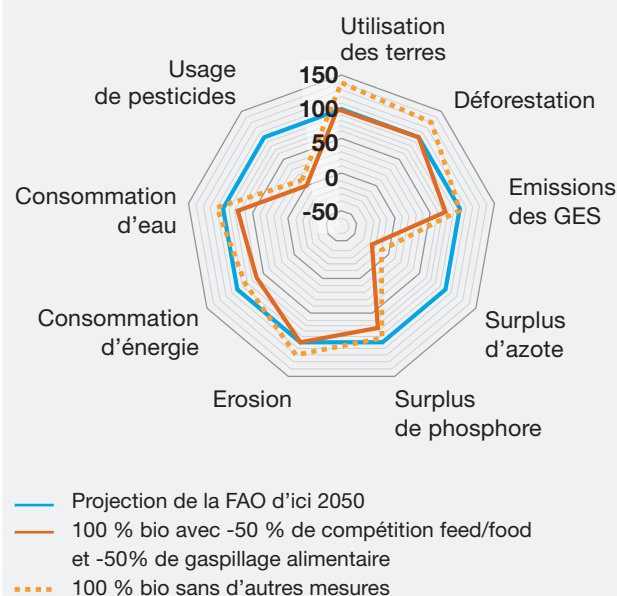 Utilisation
des terres
Déforestation
Emissions
des GES
Surplus
d'azote
Surplus
de phosphore
Erosion
Consommation
d'énergie
Consommation
d'eau
Usage
de pesticides
150
100
50
0
-50
Projection de la FAO d'ici 2050
100 % bio avec -50 % de compétition feed/food
et -50% de gaspillage alimentaire
100 % bio sans d'autres mesures